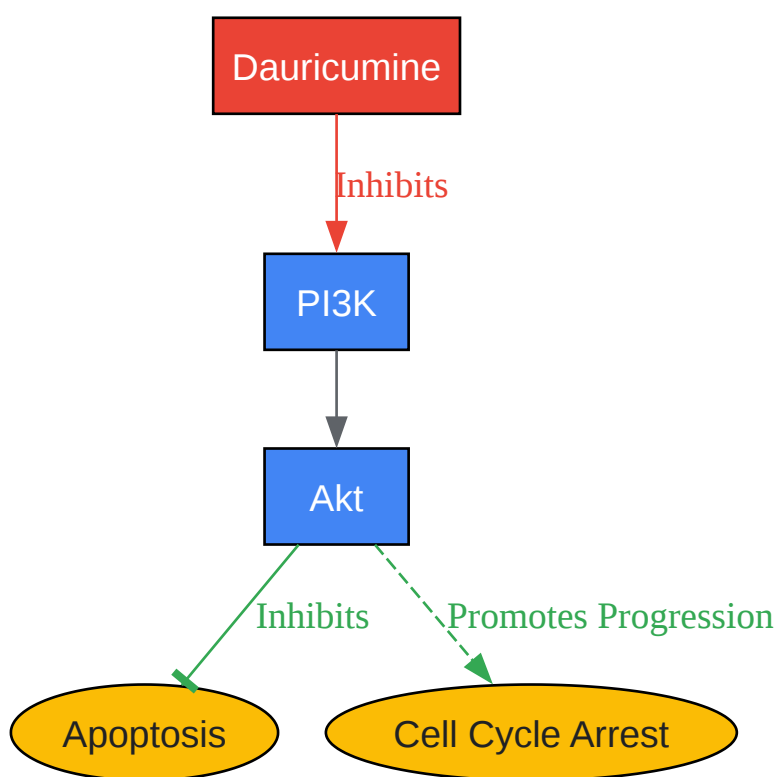 Dauricumine
Inhibits
PI3K
Akt
Inhibits
Promotes Progression
Apoptosis
Cell Cycle Arrest